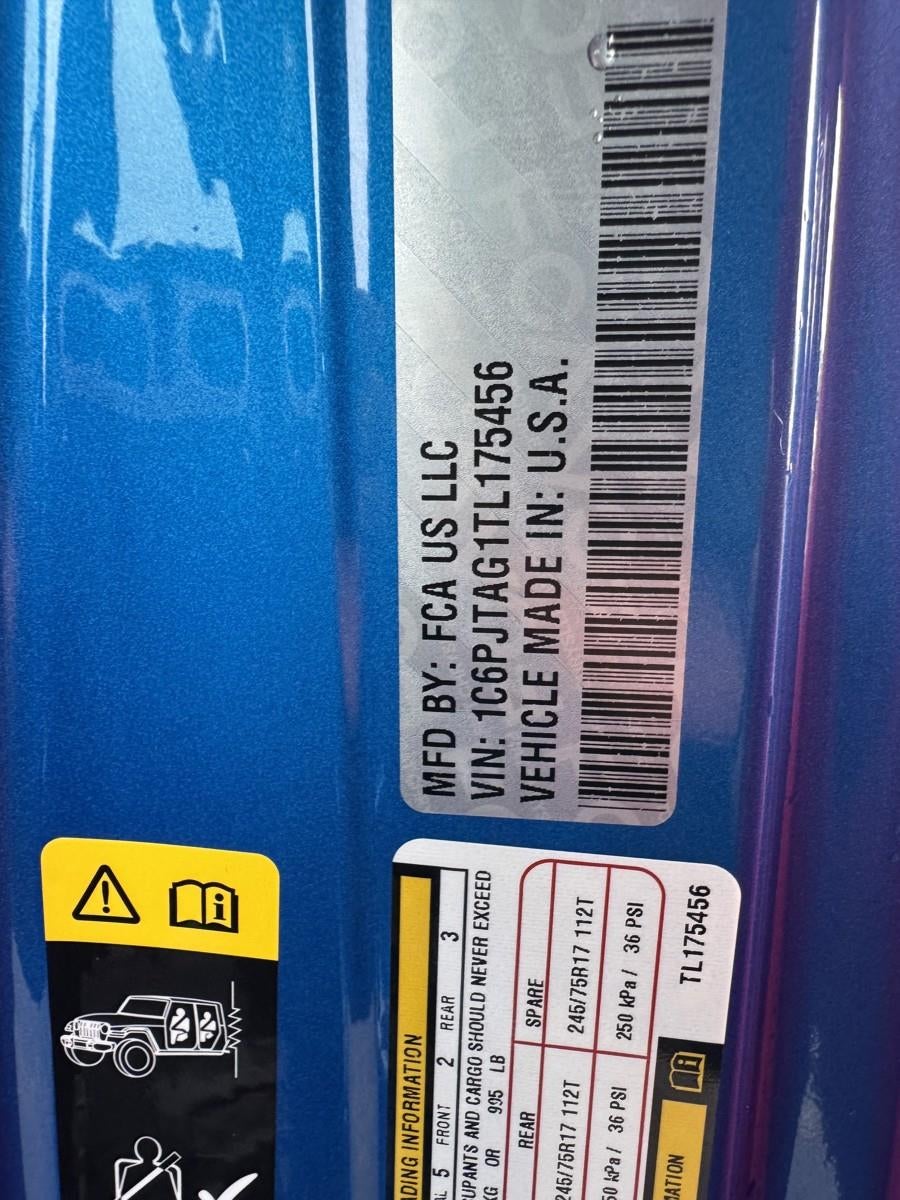 MFD BY: FCA US LLC
VIN: 1C6PJTAG1TL175456
VEHICLE MADE IN: U.S.A.
ADING INFORMATION
5 FRONT 2 REAR 3
UPANTS AND CARGO SHOULD NEVER EXCEED
KG OR 995 LB
REAR SPARE
245/75R17 112T 245/75R17 112T
50 kPa / 36 PSI 250 kPa / 36 PSI
MATION
TL175456